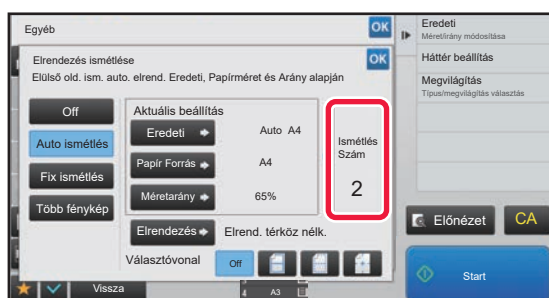 Egyéb
OK
Elrendezés ismétlése
OK
Elülső old. ism. auto. elrend. Eredeti, Papírméret és Arány alapján
Off
Auto ismétlés
Fix ismétlés
Több fénykép
Aktuális beállítás
Eredeti
Auto A4
Papír Forrás
A4
Méretarány
65%
Ismétlés
Szám
2
Elrendezés
Elrend. térköz nélk.
Választóvonal
Off
Vissza
A3
Eredeti
Méret/irány módosítása
Háttér beállítás
Megvilágítás
Típus/megvilágítás választás
Előnézet
CA
Start